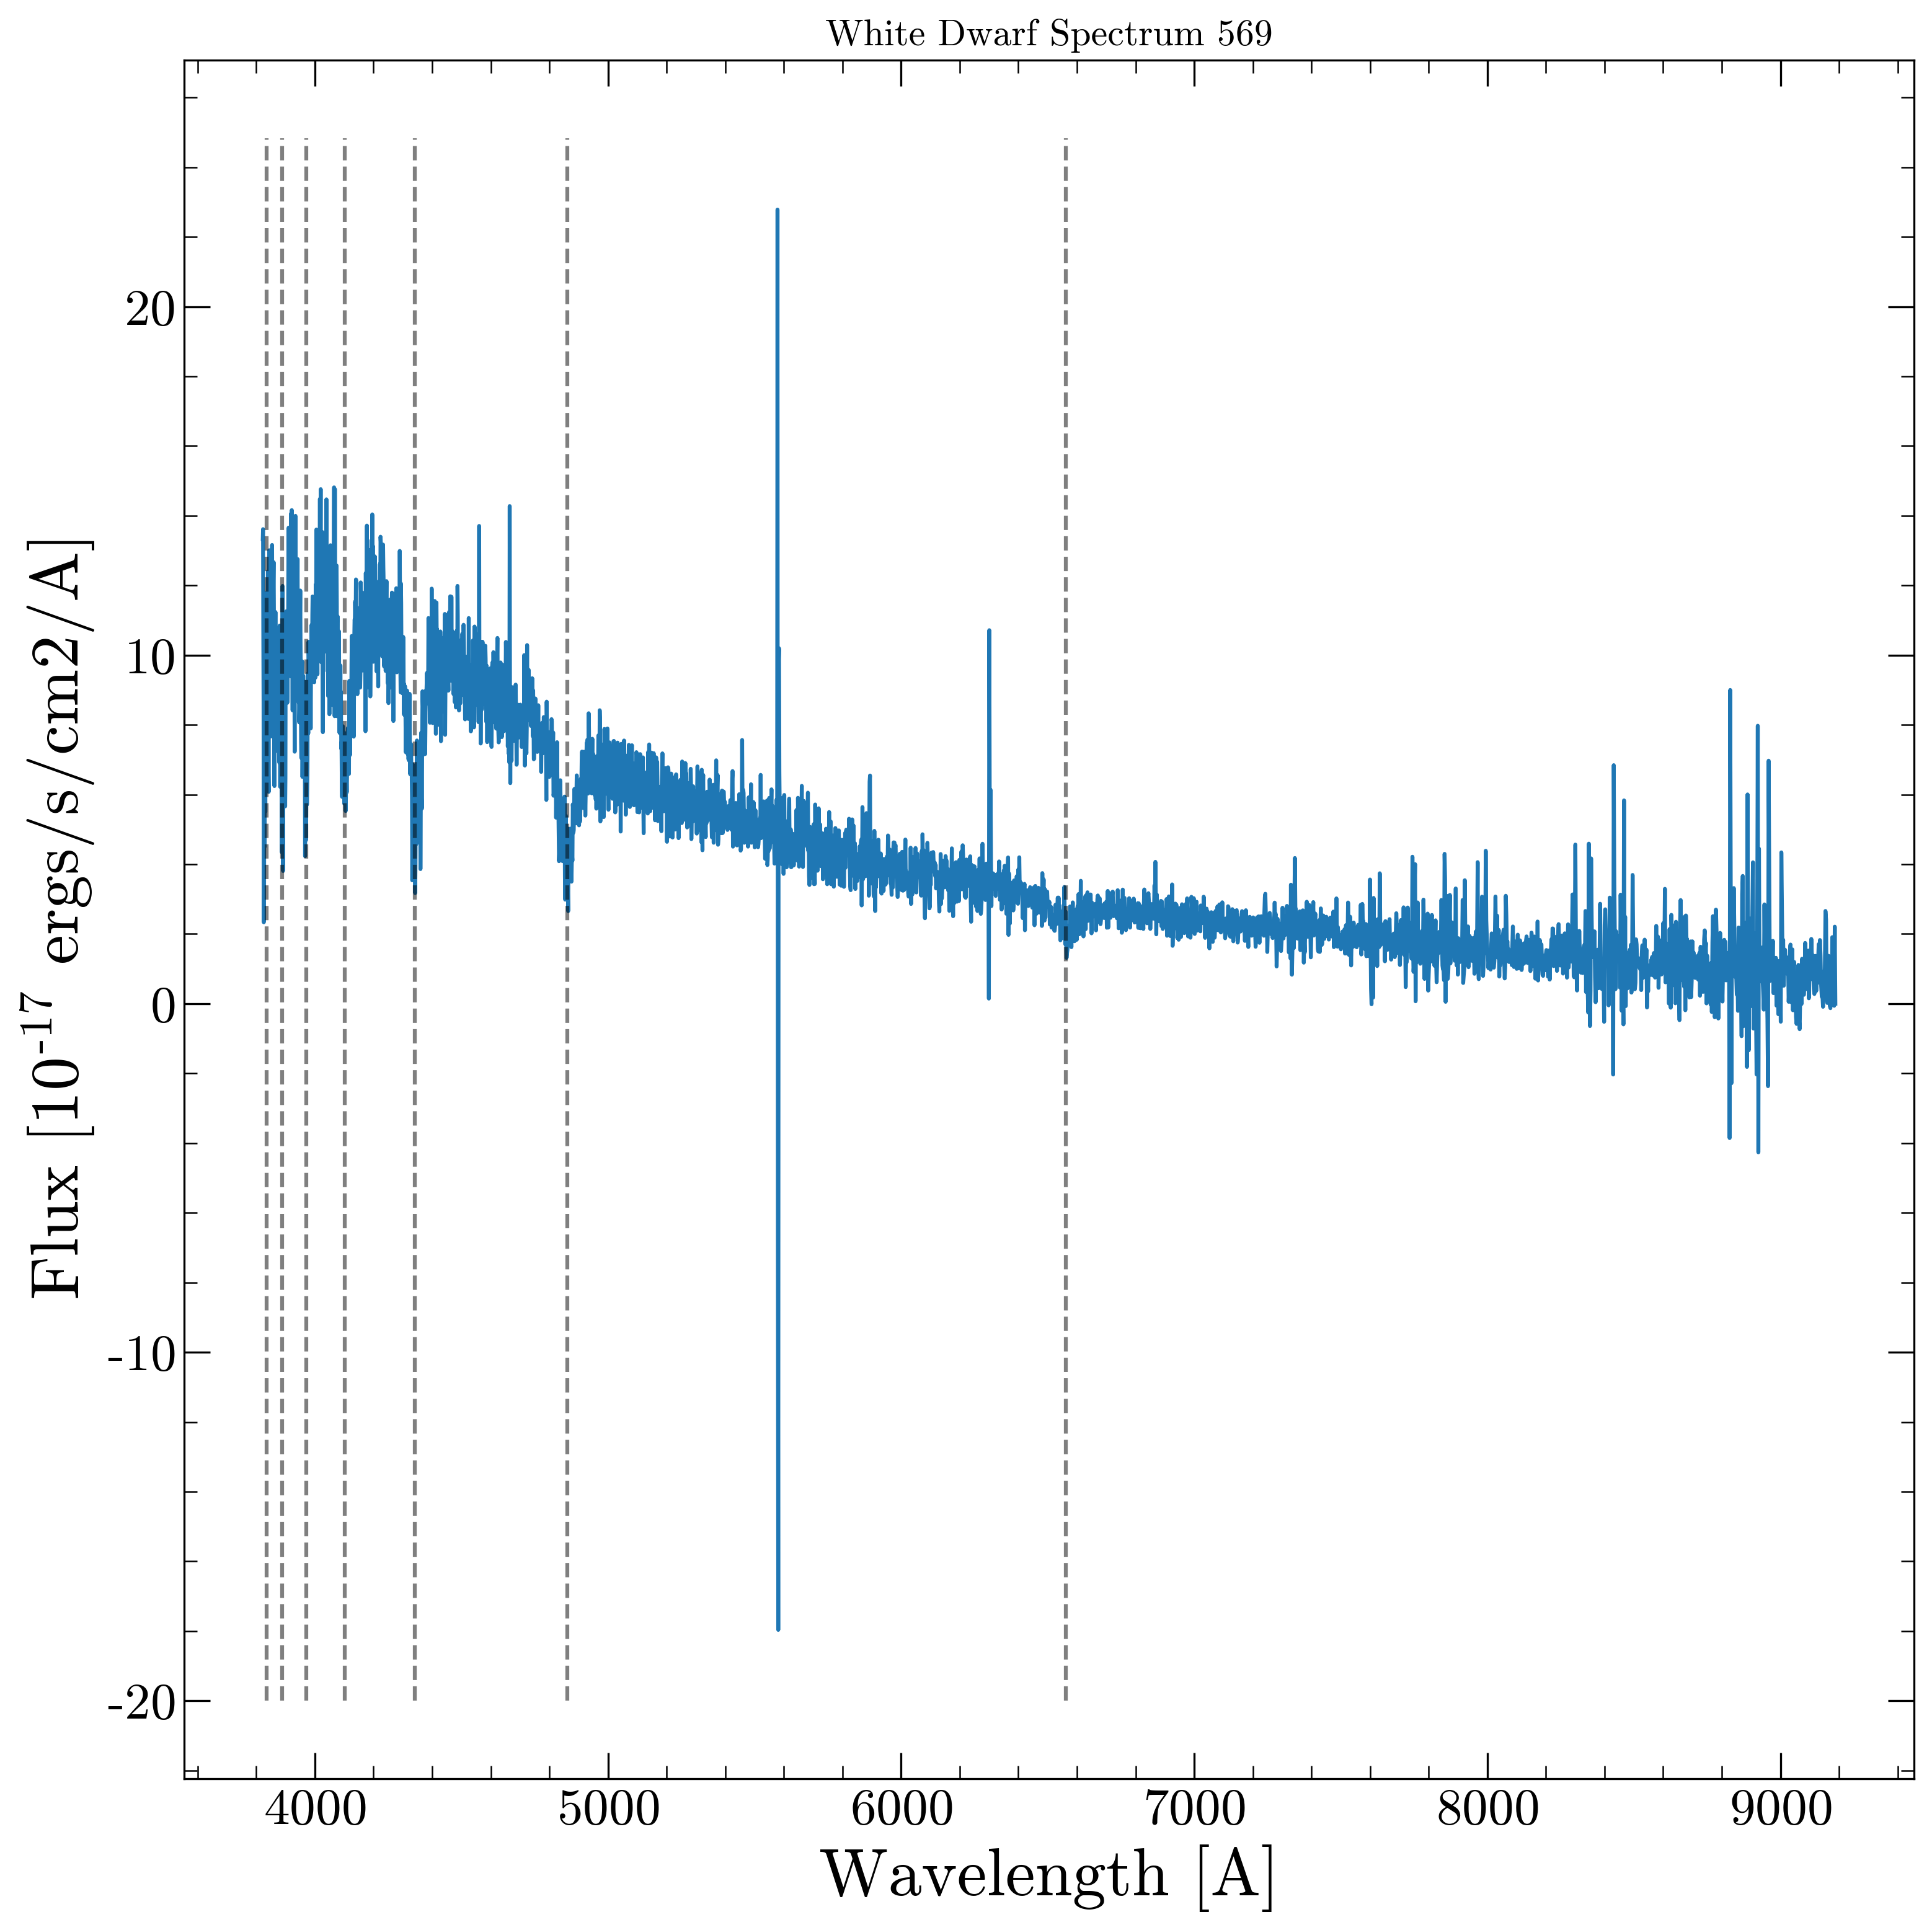 White Dwarf Spectrum 569
20
10
0
-10
-20
Flux [10-17 ergs/s/cm2/A]
4000 5000 6000 7000 8000 9000
Wavelength [A]